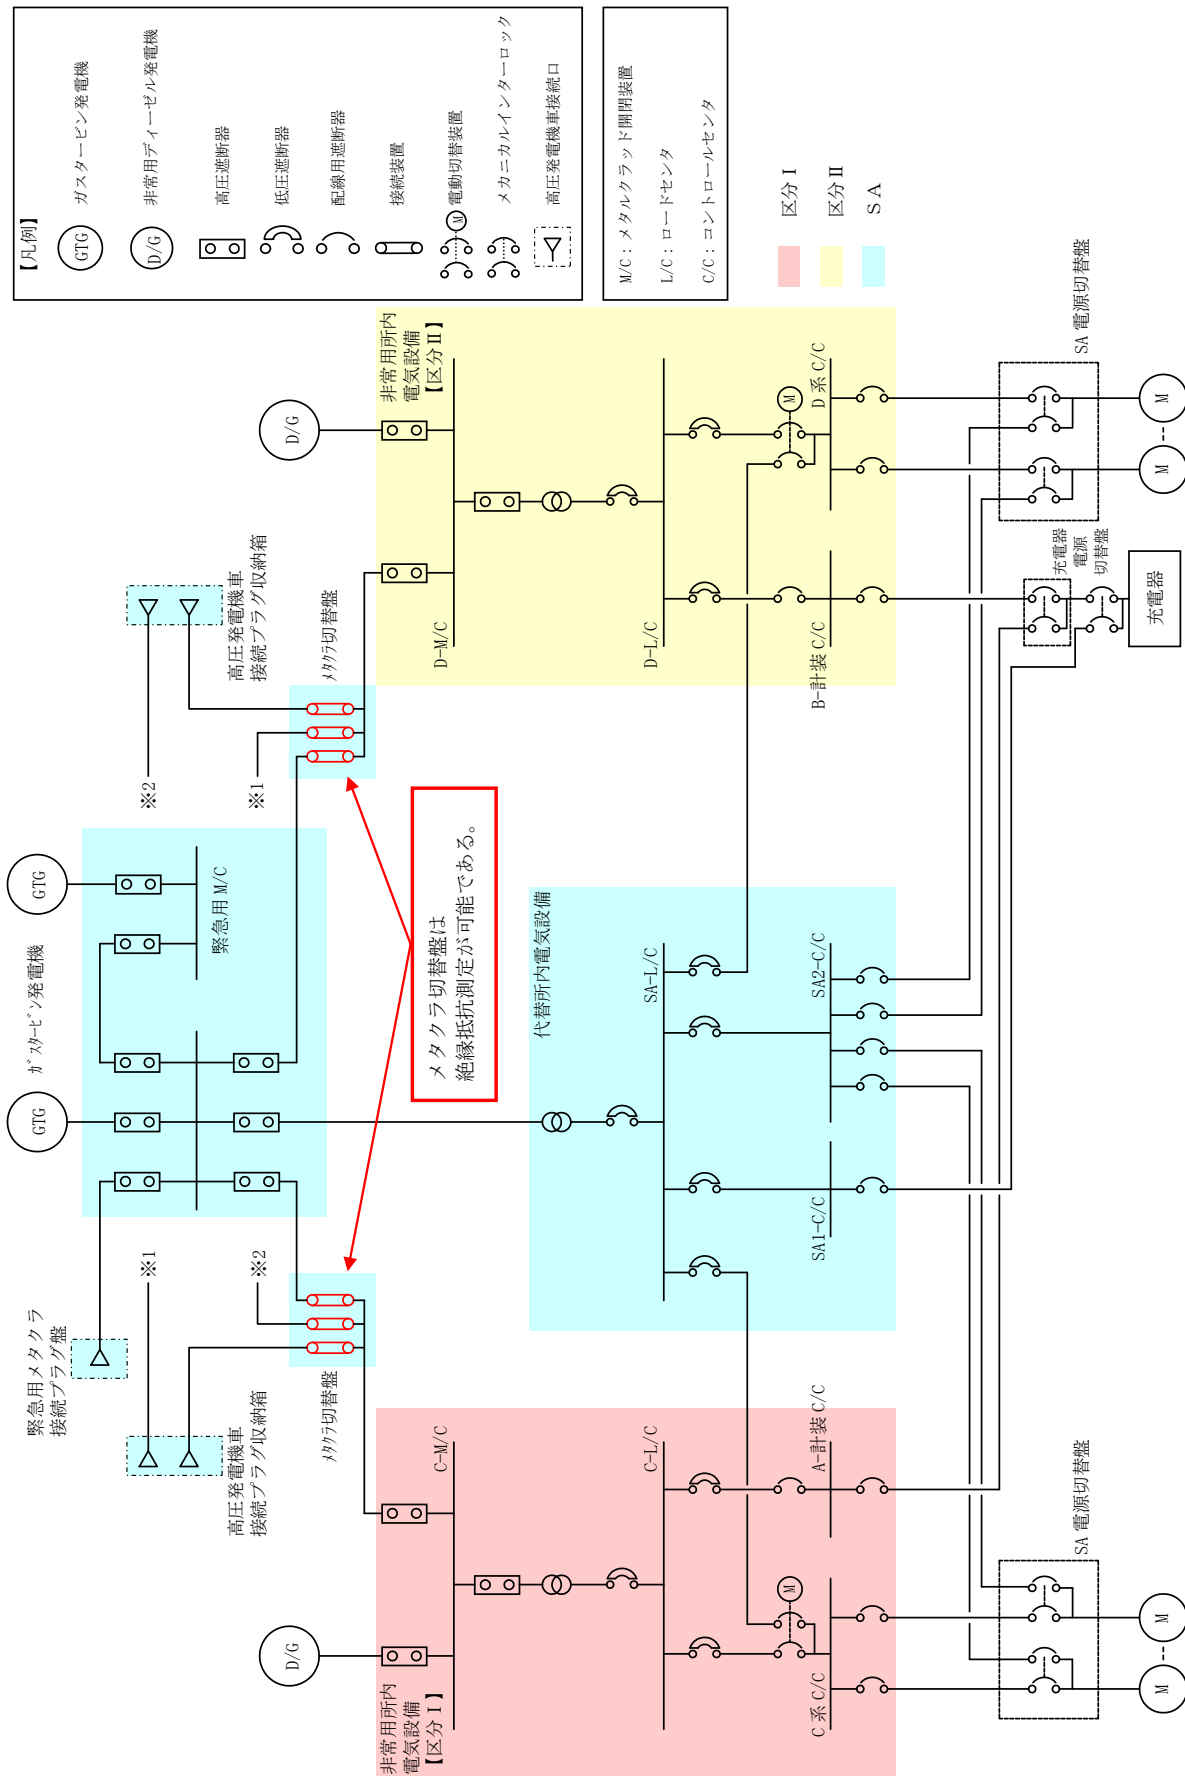 【凡例】
GTG
ガスタービン発電機
D/G
非常用ディーゼル発電機
高圧遮断器
低圧遮断器
配線用遮断器
接続装置
M
電動切替装置
メカニカルインターロック
高圧発電機車接続口
M/C：メタルクラッド開閉装置
L/C：ロードセンタ
C/C：コントロールセンタ
区分Ⅰ
区分Ⅱ
ＳＡ
緊急用メタクラ
接続プラグ盤
GTG
ｶﾞｽﾀｰﾋﾞﾝ発電機
GTG
緊急用 M/C
※1
※2
高圧発電機車
接続プラグ収納箱
ﾒﾀｸﾗ切替盤
※2
※1
高圧発電機車
接続プラグ収納箱
ﾒﾀｸﾗ切替盤
メタクラ切替盤は
絶縁抵抗測定が可能である。
D/G
非常用所内
電気設備
【区分Ⅰ】
C-M/C
C-L/C
M
C 系 C/C
A-計装 C/C
代替所内電気設備
SA-L/C
SA1-C/C
SA2-C/C
D/G
非常用所内
電気設備
【区分Ⅱ】
D-M/C
D-L/C
M
B-計装 C/C
D 系 C/C
SA 電源切替盤
M
M
充電器
電源
切替盤
充電器
SA 電源切替盤
M
M